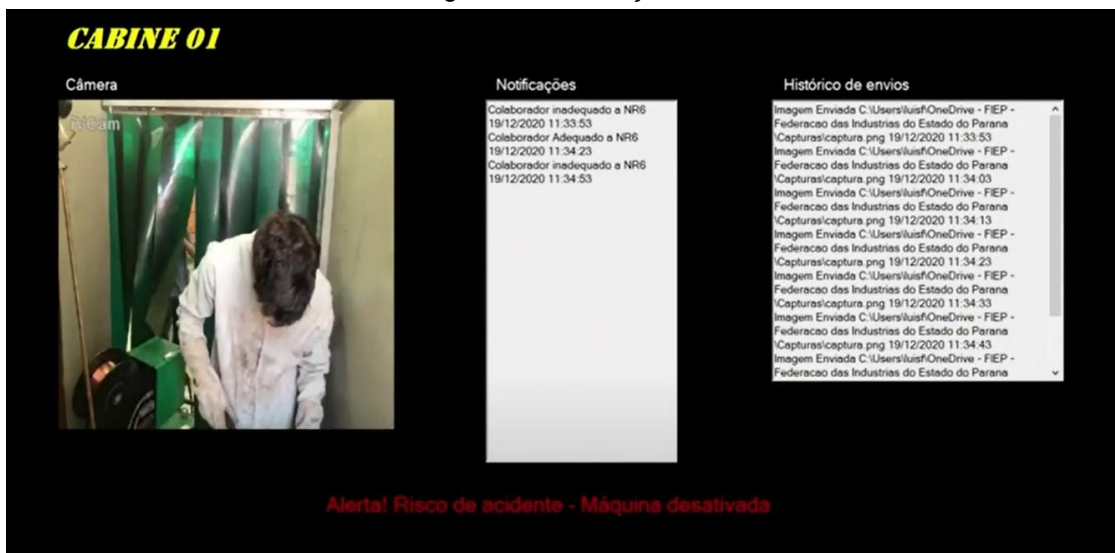 CABINE 01
Câmera
iVCam
Notificações
Colaborador inadequado a NR6
19/12/2020 11:33:53
Colaborador Adequado a NR6
19/12/2020 11:34:23
Colaborador inadequado a NR6
19/12/2020 11:34:53
Histórico de envios
Imagem Enviada C:\Users\luisf\OneDrive - FIEP -
Federacao das Industrias do Estado do Parana
\Capturas\captura.png 19/12/2020 11:33:53
Imagem Enviada C:\Users\luisf\OneDrive - FIEP -
Federacao das Industrias do Estado do Parana
\Capturas\captura.png 19/12/2020 11:34:03
Imagem Enviada C:\Users\luisf\OneDrive - FIEP -
Federacao das Industrias do Estado do Parana
\Capturas\captura.png 19/12/2020 11:34:13
Imagem Enviada C:\Users\luisf\OneDrive - FIEP -
Federacao das Industrias do Estado do Parana
\Capturas\captura.png 19/12/2020 11:34:23
Imagem Enviada C:\Users\luisf\OneDrive - FIEP -
Federacao das Industrias do Estado do Parana
\Capturas\captura.png 19/12/2020 11:34:33
Imagem Enviada C:\Users\luisf\OneDrive - FIEP -
Federacao das Industrias do Estado do Parana
\Capturas\captura.png 19/12/2020 11:34:43
Imagem Enviada C:\Users\luisf\OneDrive - FIEP -
Federacao das Industrias do Estado do Parana
Alerta! Risco de acidente - Máquina desativada